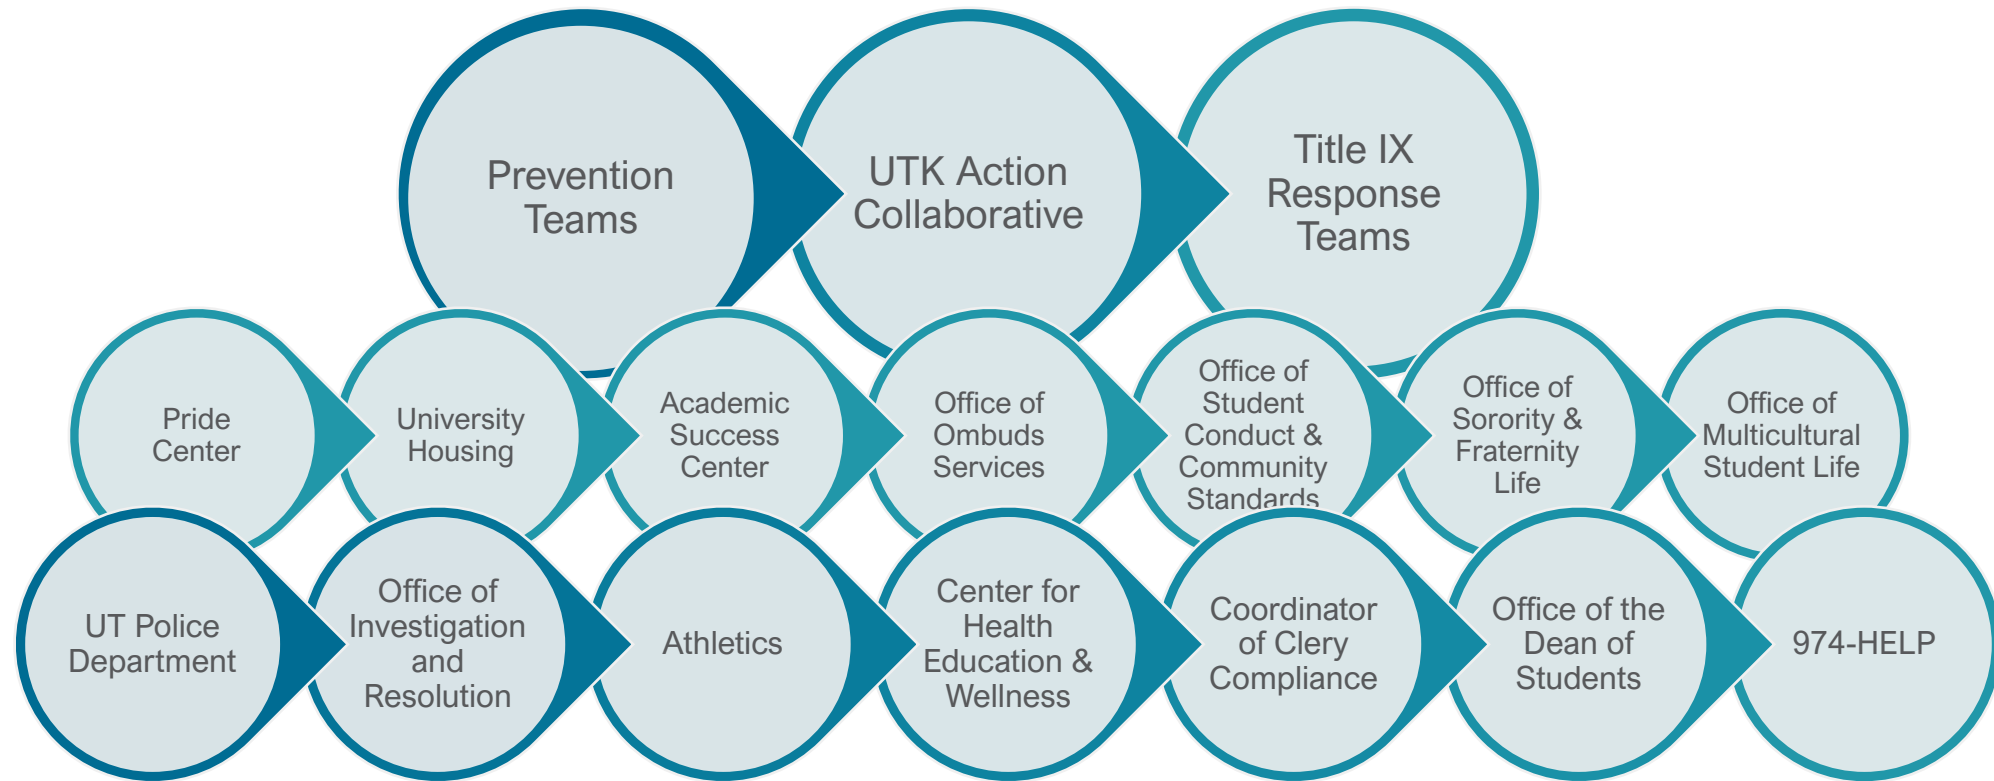 Prevention
Teams
UTK Action
Collaborative
Title IX
Response
Teams
Pride
Center
University
Housing
Academic
Success
Center
Office of
Ombuds
Services
Office of
Student
Conduct &
Community
Standards
Office of
Sorority &
Fraternity
Life
Office of
Multicultural
Student Life
UT Police
Department
Office of
Investigation
and
Resolution
Athletics
Center for
Health
Education &
Wellness
Coordinator
of Clery
Compliance
Office of the
Dean of
Students
974-HELP